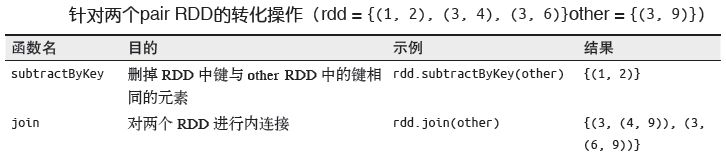 针对两个pair RDD的转化操作（rdd = {(1, 2), (3, 4), (3, 6)}other = {(3, 9)})
函数名 目的 示例 结果
subtractByKey 删掉 RDD 中键与 other RDD 中的键相 rdd.subtractByKey(other) {(1, 2)}
同的元素
join 对两个 RDD 进行内连接 rdd.join(other) {(3, (4, 9)), (3,
(6, 9))}